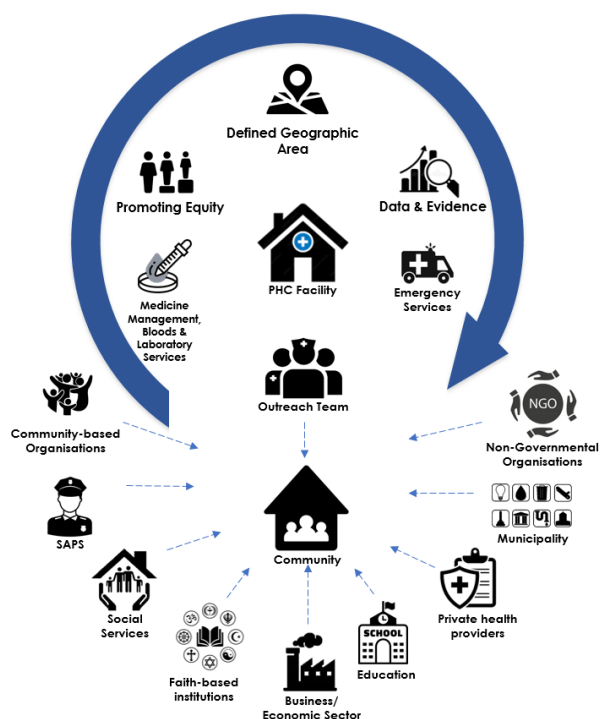 Defined Geographic
Area
Promoting Equity
Data & Evidence
PHC Facility
Emergency
Services
Medicine
Management,
Bloods &
Laboratory
Services
Outreach Team
Community-based
Organisations
NGO
Non-Governmental
Organisations
SAPS
Municipality
Community
Social
Services
Private health
providers
SCHOOL
Faith-based
institutions
Education
Business/
Economic Sector